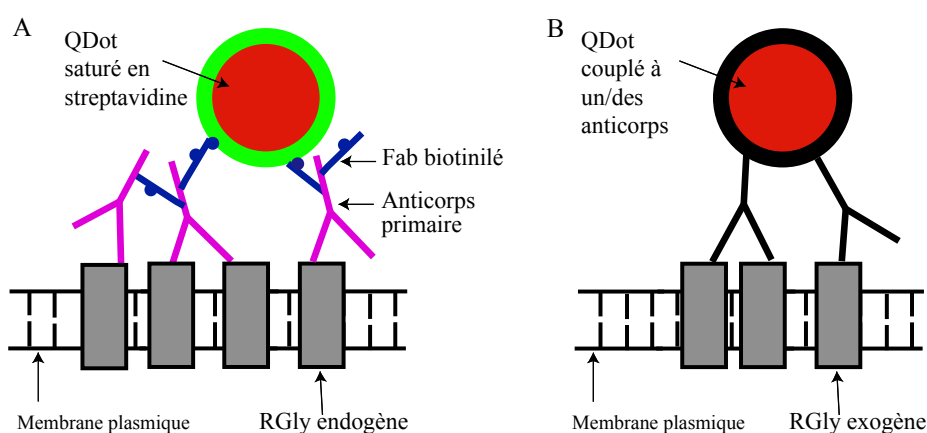 A
QDot
saturé en
streptavidine
Fab biotinilé
Anticorps
primaire
Membrane plasmique
RGly endogène
B
QDot
couplé à
un/des
anticorps
Membrane plasmique
RGly exogène